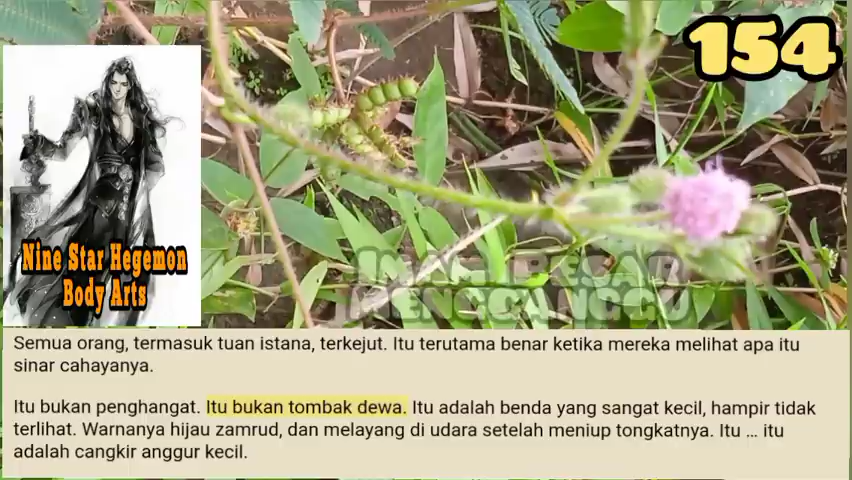 154
Nine Star Hegemon
Body Arts
MENGGANGGU
Semua orang, termasuk tuan istana, terkejut. Itu terutama benar ketika mereka melihat apa itu
sinar cahayanya.
Itu bukan penghangat. Itu bukan tombak dewa. Itu adalah benda yang sangat kecil, hampir tidak
terlihat. Warnanya hijau zamrud, dan melayang di udara setelah meniup tongkatnya. Itu ... itu
adalah cangkir anggur kecil.